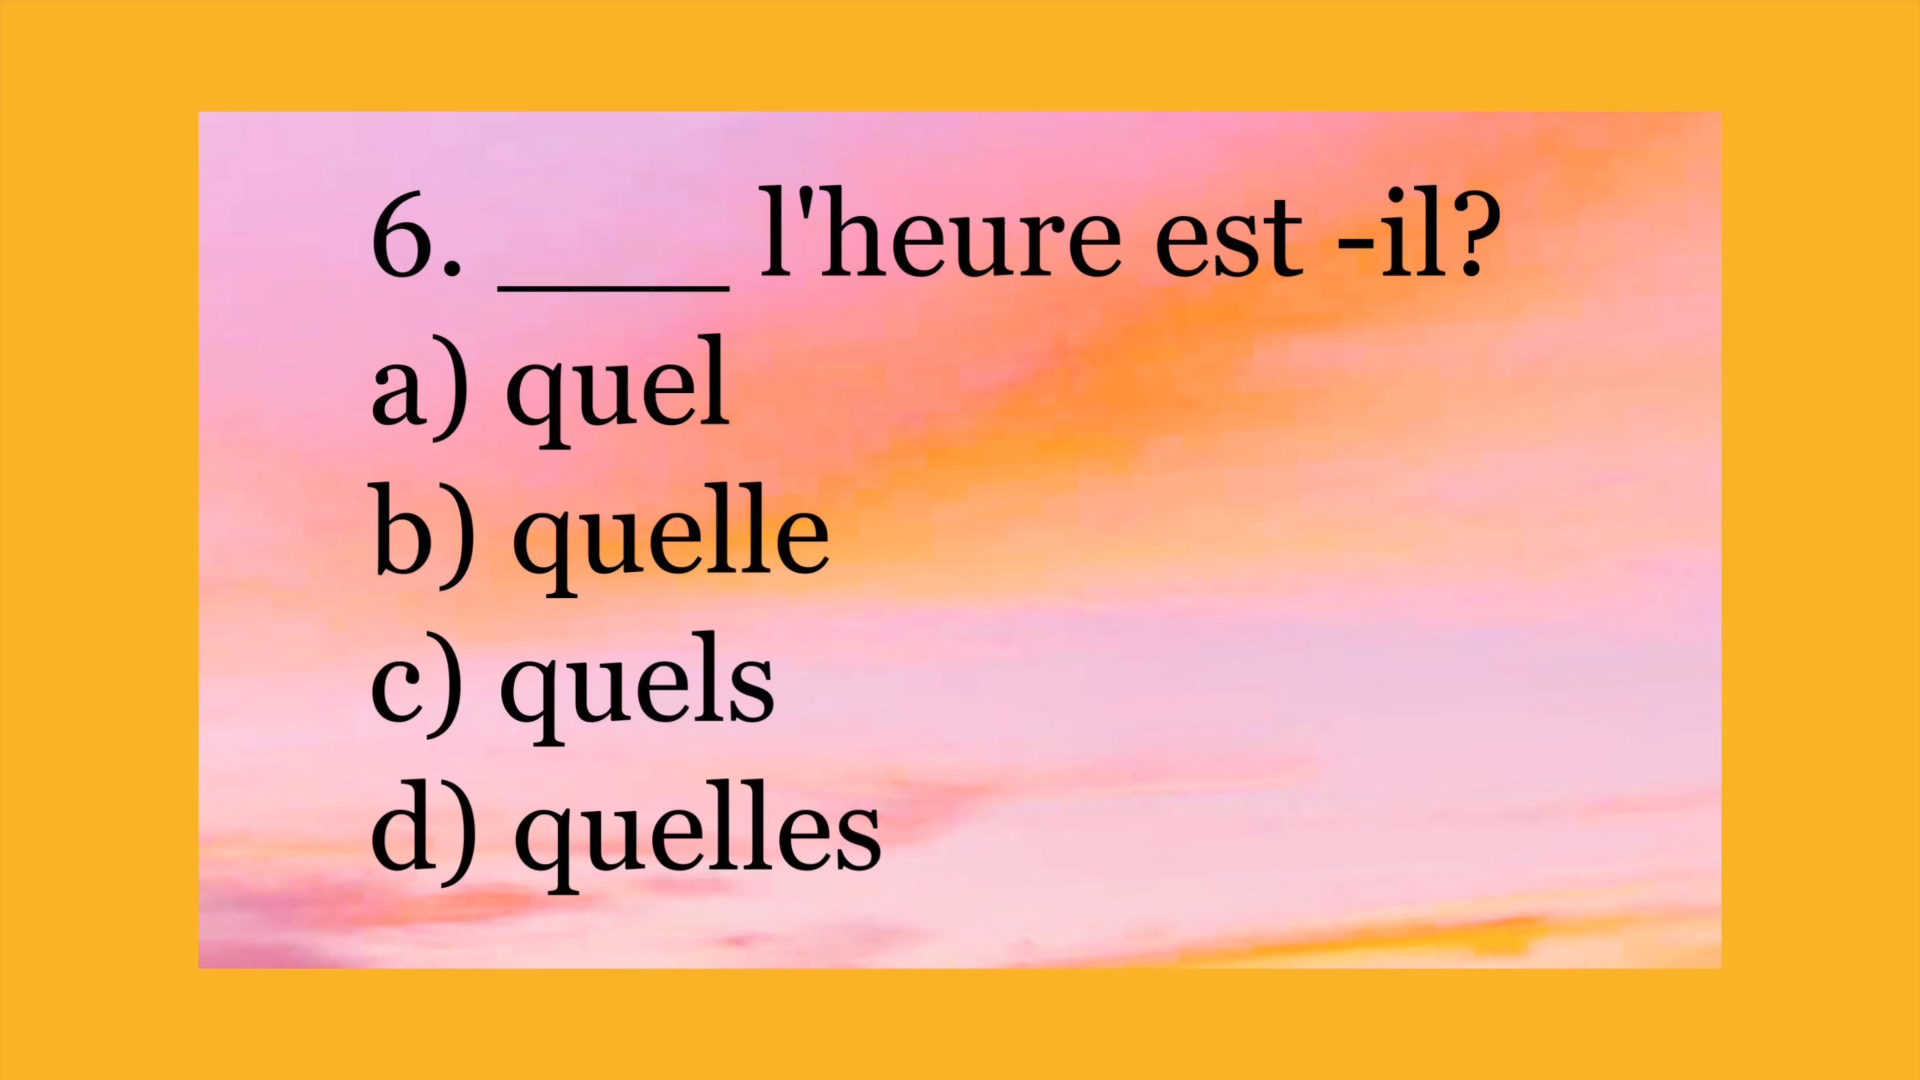 6. ____ l'heure est -il?
a) quel
b) quelle
c) quels
d) quelles